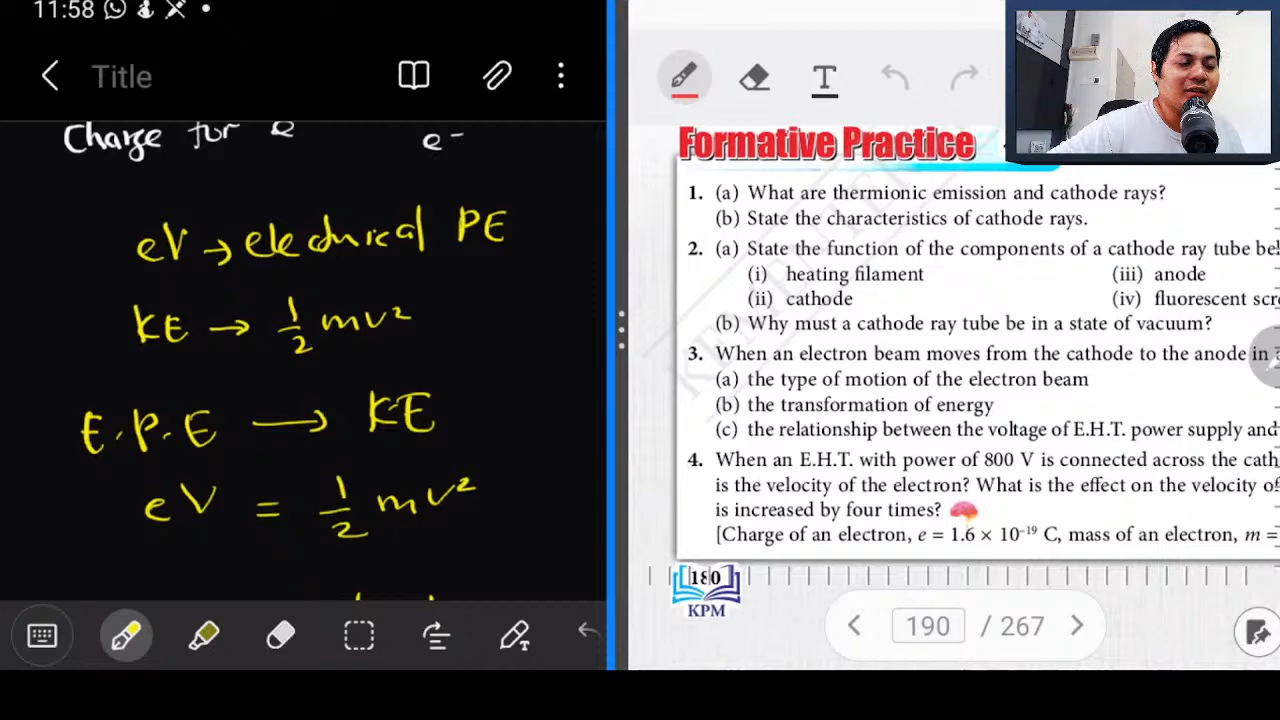 11:58
Title
Charge for e e-
eV → electrical PE
KE → 1/2 mv²
E.P.E → KE
eV = 1/2 mv²
Formative Practice
1. (a) What are thermionic emission and cathode rays?
(b) State the characteristics of cathode rays.
2. (a) State the function of the components of a cathode ray tube be
(i) heating filament (iii) anode
(ii) cathode (iv) fluorescent scr
(b) Why must a cathode ray tube be in a state of vacuum?
3. When an electron beam moves from the cathode to the anode in
(a) the type of motion of the electron beam
(b) the transformation of energy
(c) the relationship between the voltage of E.H.T. power supply and
4. When an E.H.T. with power of 800 V is connected across the cath
is the velocity of the electron? What is the effect on the velocity of
is increased by four times?
[Charge of an electron, e = 1.6 × 10⁻¹⁹ C, mass of an electron, m =
180
KPM
190 / 267